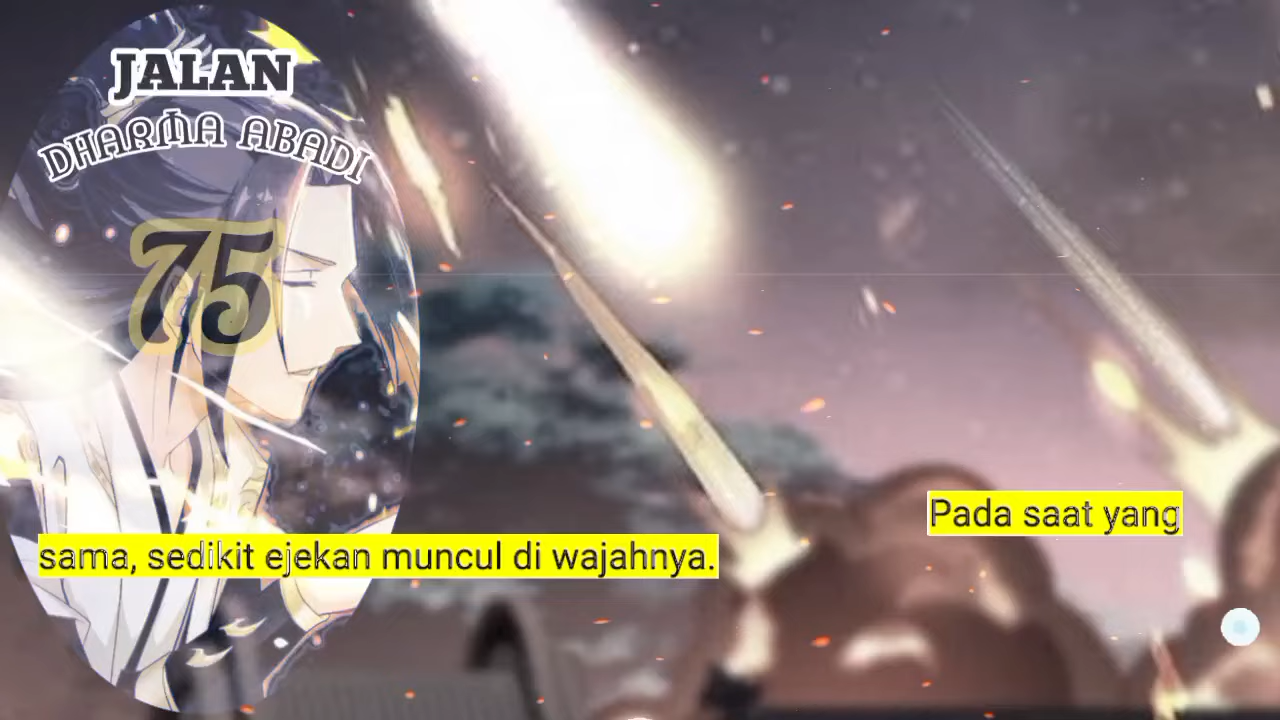 JALAN
DHARMA ABADI
75
Pada saat yang
sama, sedikit ejekan muncul di wajahnya.